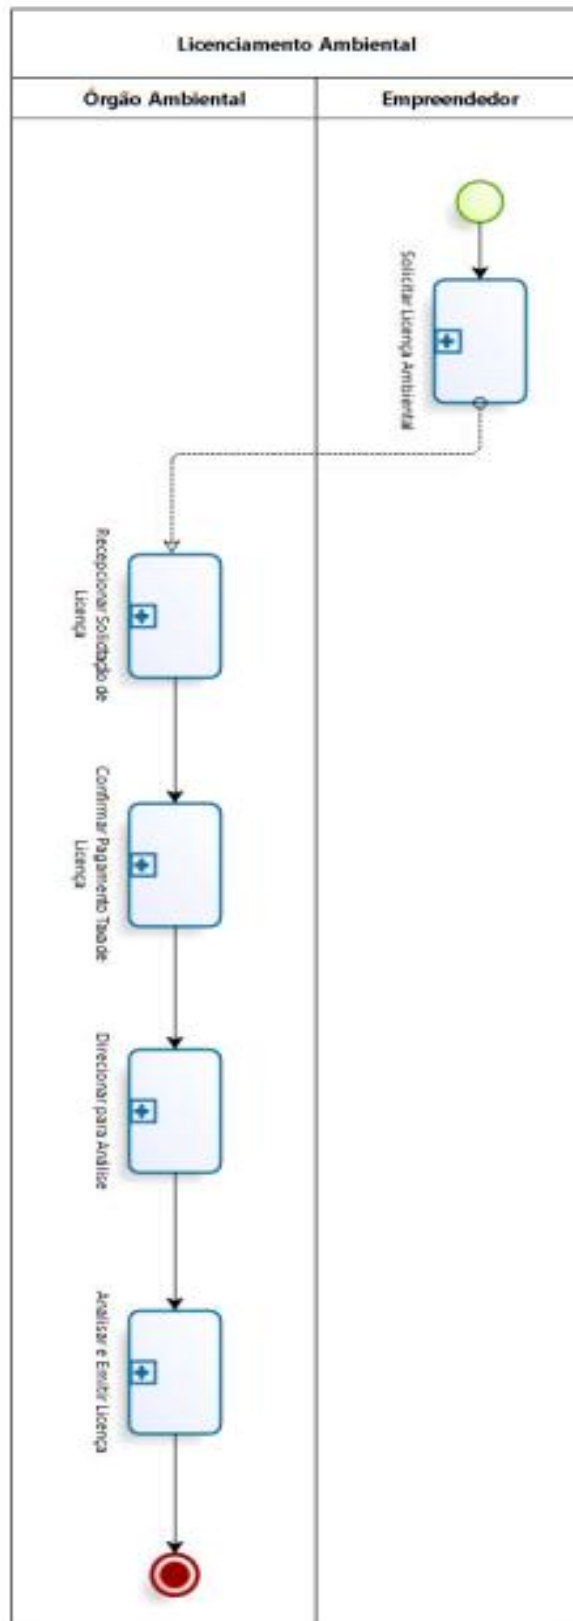 Licenciamento Ambiental
Órgão Ambiental
Empreendedor
Solicitar Licença Ambiental
Recepcionar Solicitação de
Licença
Confirmar Pagamento Taxa de
Licença
Direcionar para Análise
Analisar e Emitir Licença